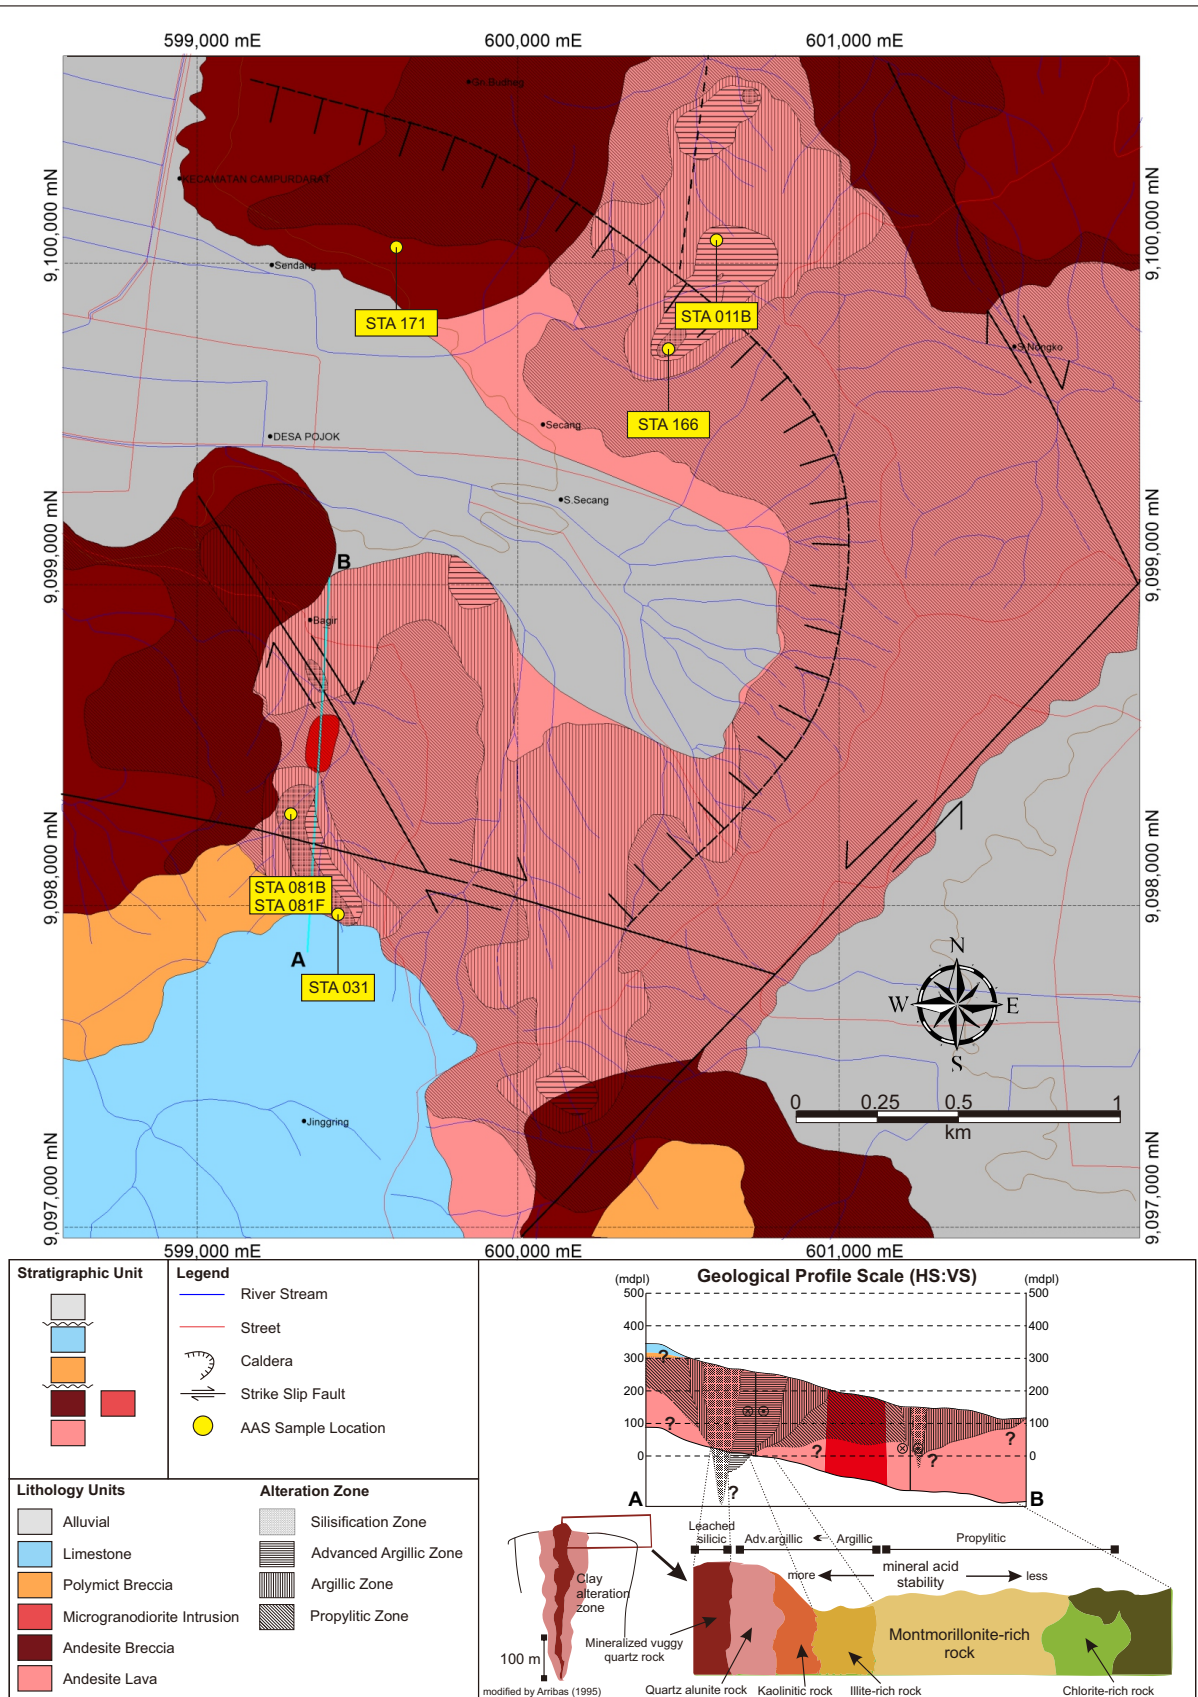 599,000 mE
600,000 mE
601,000 mE
Gn.Budheg
KECAMATAN CAMPURDARAT
9,100,000 mN
9,100,000 mN
Sendang
STA 171
STA 011B
S.Nongko
STA 166
Secang
DESA POJOK
S.Secang
9,099,000 mN
9,099,000 mN
B
Bagir
9,098,000 mN
9,098,000 mN
STA 081B
STA 081F
A
STA 031
N
W
E
S
0
0.25
0.5
1
km
Jinggring
9,097,000 mN
9,097,000 mN
599,000 mE
600,000 mE
601,000 mE
Stratigraphic Unit
Legend
River Stream
Street
Caldera
Strike Slip Fault
AAS Sample Location
Lithology Units
Alluvial
Limestone
Polymict Breccia
Microgranodiorite Intrusion
Andesite Breccia
Andesite Lava
Alteration Zone
Silisification Zone
Advanced Argillic Zone
Argillic Zone
Propylitic Zone
Geological Profile Scale (HS:VS)
(mdpl)
(mdpl)
500
500
400
400
300
300
200
200
100
100
0
0
?
?
?
?
?
?
A
B
Leached
silicic
Adv.argillic
Argillic
Propylitic
more
mineral acid
stability
less
Clay
alteration
zone
Mineralized vuggy
quartz rock
100 m
Montmorillonite-rich
rock
modified by Arribas (1995)
Quartz alunite rock
Kaolinitic rock
Illite-rich rock
Chlorite-rich rock